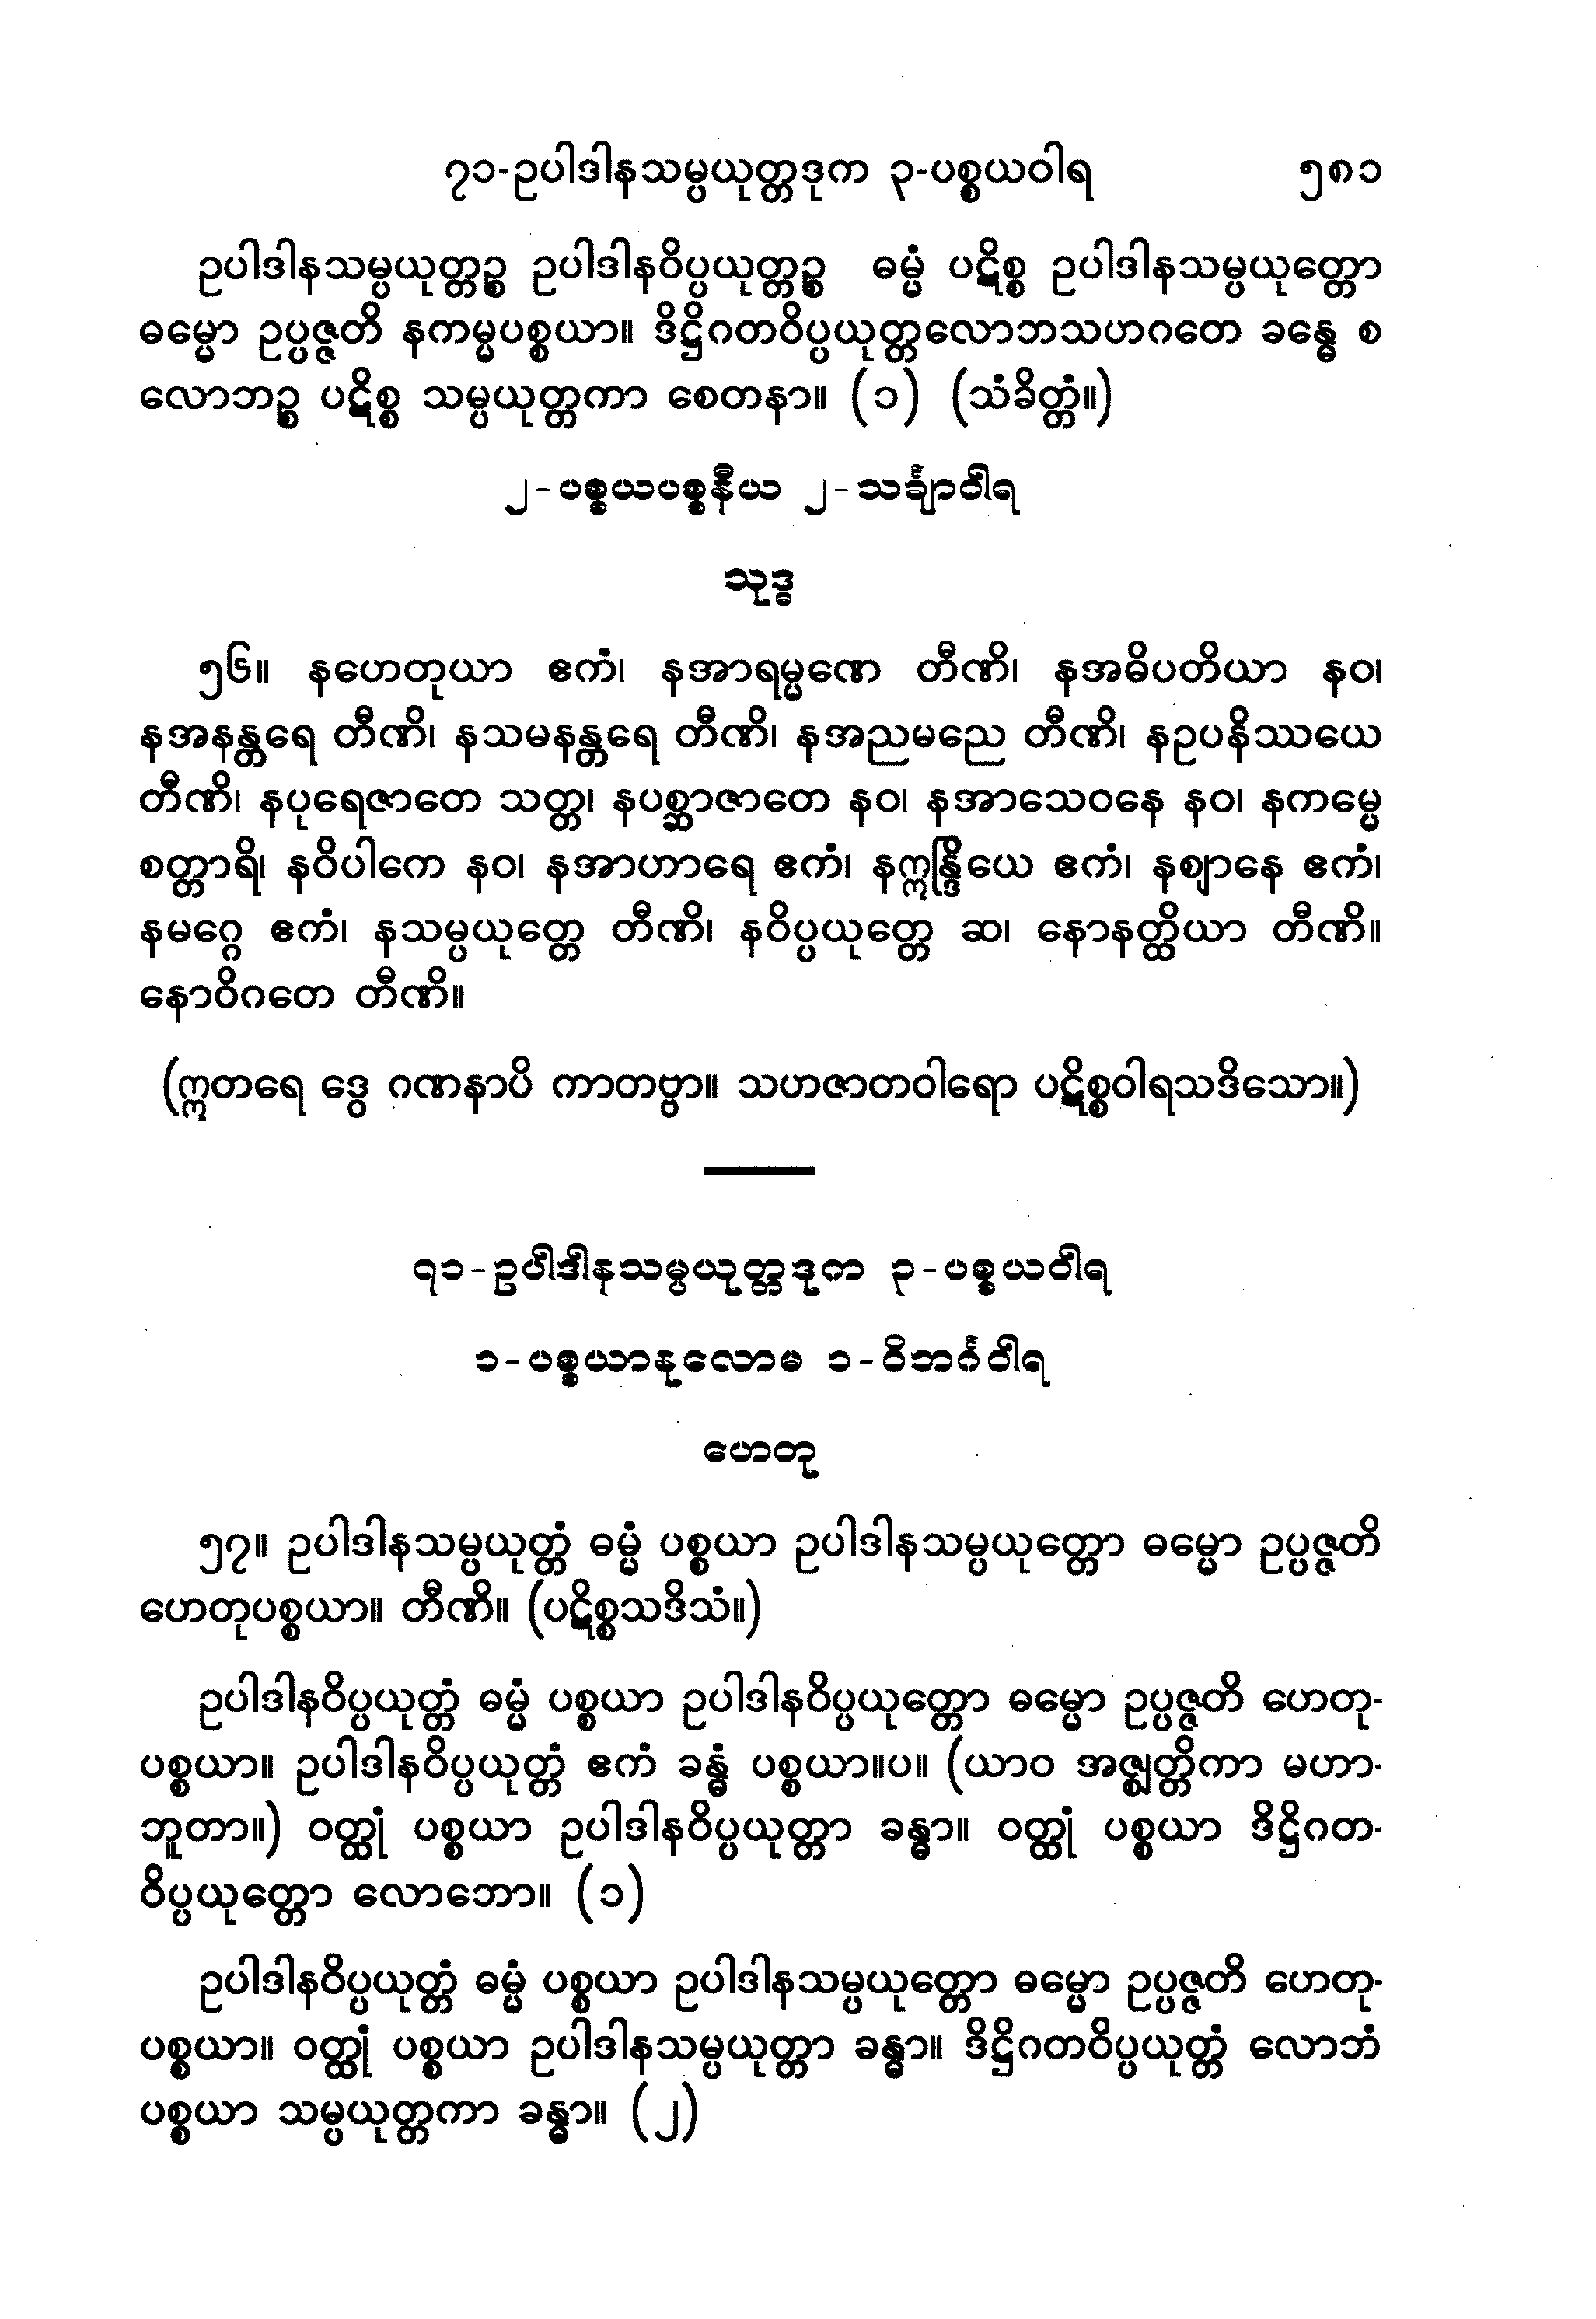 ၇၁-ဥပါဒါနသမ္ပယုတ္တဒုက ၃-ပစ္စယဝါရ ၅၈၁
ဥပါဒါနသမ္ပယုတ္တဉ္စ ဥပါဒါနဝိပ္ပယုတ္တဉ္စ ဓမ္မံ ပဋိစ္စ ဥပါဒါနသမ္ပယုတ္တော
ဓမ္မော ဥပ္ပဇ္ဇတိ နကမ္မပစ္စယာ။ ဒိဋ္ဌိဂတဝိပ္ပယုတ္တလောဘသဟဂတေ ခန္ဓေ စ
လောဘဉ္စ ပဋိစ္စ သမ္ပယုတ္တကာ စေတနာ။ (၁) (သံခိတ္တံ။)
၂-ပစ္စယပစ္စနီယ ၂-သင်္ချာဝါရ
သုဒ္ဓ
၅၆။ နဟေတုယာ ဧကံ၊ နအာရမ္မဏေ တီဏိ၊ နအဓိပတိယာ နဝ၊
နအနန္တရေ တီဏိ၊ နသမနန္တရေ တီဏိ၊ နအညမညေ တီဏိ၊ နဥပနိဿယေ
တီဏိ၊ နပုရေဇာတေ သတ္တ၊ နပစ္ဆာဇာတေ နဝ၊ နအာသေဝနေ နဝ၊ နကမ္မေ
စတ္တာရိ၊ နဝိပါကေ နဝ၊ နအာဟာရေ ဧကံ၊ နဣန္ဒြိယေ ဧကံ၊ နဈာနေ ဧကံ၊
နမဂ္ဂေ ဧကံ၊ နသမ္ပယုတ္တေ တီဏိ၊ နဝိပ္ပယုတ္တေ ဆ၊ နောနတ္ထိယာ တီဏိ။
နောဝိဂတေ တီဏိ။
(ဣတရေ ဒွေ ဂဏနာပိ ကာတဗ္ဗာ။ သဟဇာတဝါရော ပဋိစ္စဝါရသဒိသော။)
၇၁-ဥပါဒါနသမ္ပယုတ္တဒုက ၃-ပစ္စယဝါရ
၁-ပစ္စယာနုလောမ ၁-ဝိဘင်္ဂဝါရ
ဟေတု
၅၇။ ဥပါဒါနသမ္ပယုတ္တံ ဓမ္မံ ပစ္စယာ ဥပါဒါနသမ္ပယုတ္တော ဓမ္မော ဥပ္ပဇ္ဇတိ
ဟေတုပစ္စယာ။ တီဏိ။ (ပဋိစ္စသဒိသံ။)
ဥပါဒါနဝိပ္ပယုတ္တံ ဓမ္မံ ပစ္စယာ ဥပါဒါနဝိပ္ပယုတ္တော ဓမ္မော ဥပ္ပဇ္ဇတိ ဟေတု-
ပစ္စယာ။ ဥပါဒါနဝိပ္ပယုတ္တံ ဧကံ ခန္ဓံ ပစ္စယာ။ပ။ (ယာဝ အဇ္ဈတ္တိကာ မဟာ-
ဘူတာ။) ဝတ္ထုံ ပစ္စယာ ဥပါဒါနဝိပ္ပယုတ္တာ ခန္ဓာ။ ဝတ္ထုံ ပစ္စယာ ဒိဋ္ဌိဂတ-
ဝိပ္ပယုတ္တော လောဘော။ (၁)
ဥပါဒါနဝိပ္ပယုတ္တံ ဓမ္မံ ပစ္စယာ ဥပါဒါနသမ္ပယုတ္တော ဓမ္မော ဥပ္ပဇ္ဇတိ ဟေတု-
ပစ္စယာ။ ဝတ္ထုံ ပစ္စယာ ဥပါဒါနသမ္ပယုတ္တာ ခန္ဓာ။ ဒိဋ္ဌိဂတဝိပ္ပယုတ္တံ လောဘံ
ပစ္စယာ သမ္ပယုတ္တကာ ခန္ဓာ။ (၂)